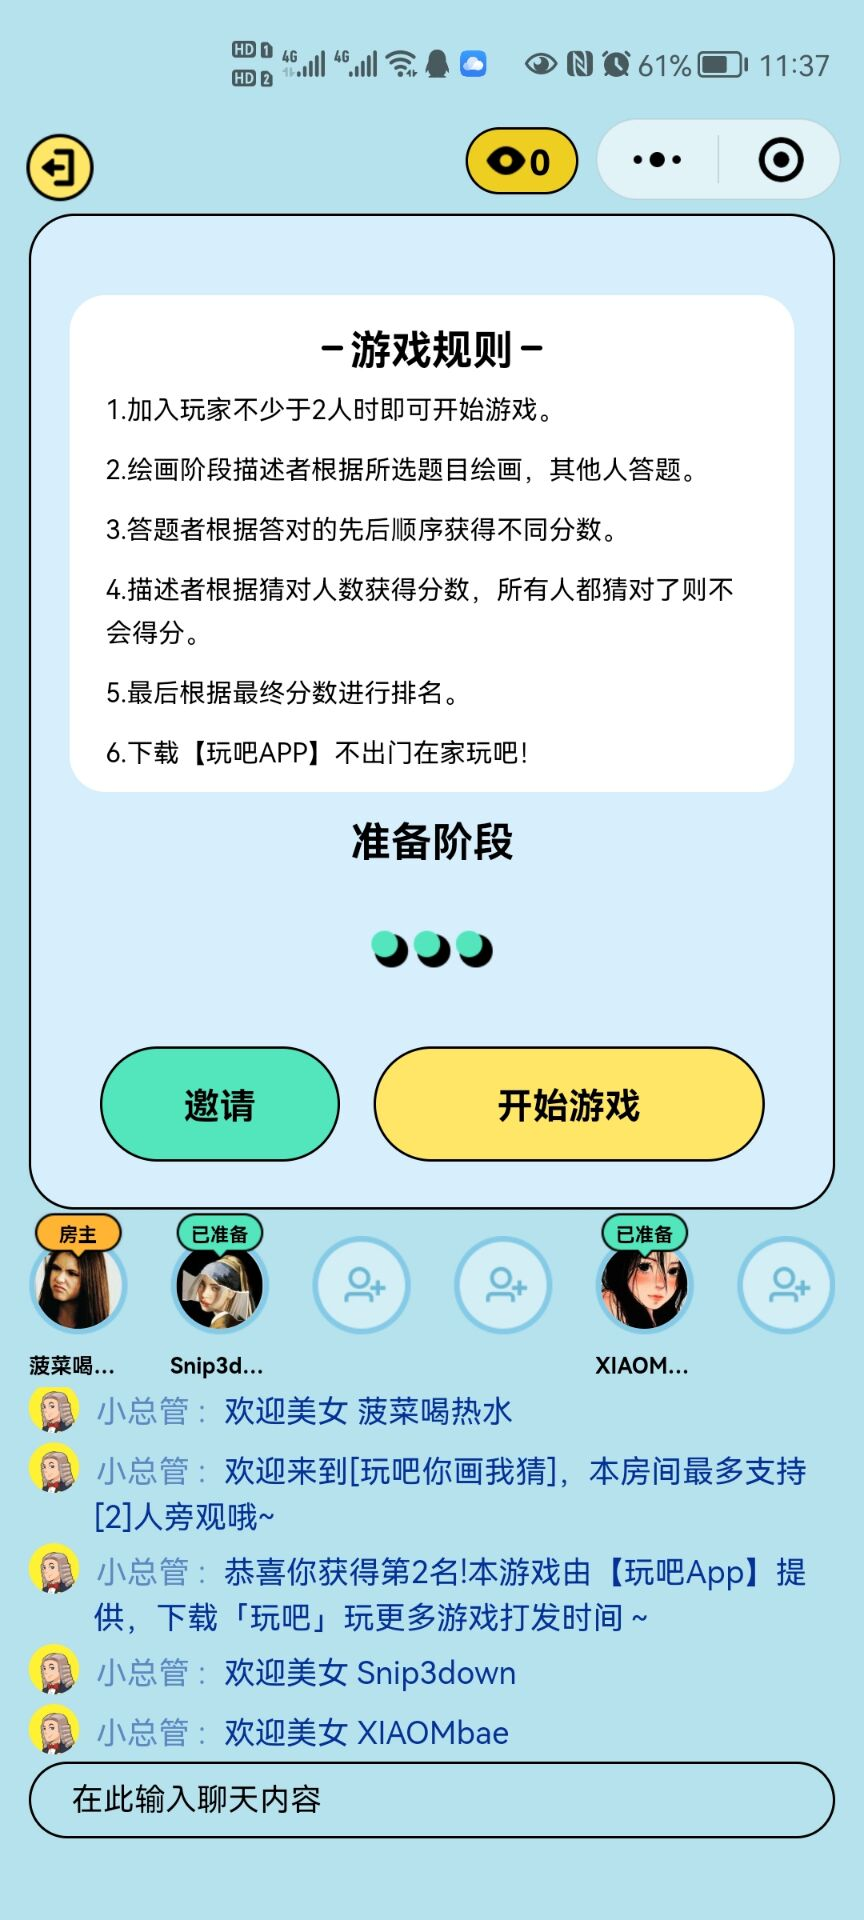 HD 1 4G 4G 61% 11:37
HD 2
0
-游戏规则-
1.加入玩家不少于2人时即可开始游戏。
2.绘画阶段描述者根据所选题目绘画，其他人答题。
3.答题者根据答对的先后顺序获得不同分数。
4.描述者根据猜对人数获得分数，所有人都猜对了则不
会得分。
5.最后根据最终分数进行排名。
6.下载【玩吧APP】不出门在家玩吧！
准备阶段
邀请 开始游戏
房主 已准备 已准备
菠菜喝... Snip3d... XIAOM...
小总管： 欢迎美女 菠菜喝热水
小总管： 欢迎来到[玩吧你画我猜]，本房间最多支持
[2]人旁观哦~
小总管： 恭喜你获得第2名!本游戏由【玩吧App】提
供，下载「玩吧」玩更多游戏打发时间 ~
小总管： 欢迎美女 Snip3down
小总管： 欢迎美女 XIAOMbae
在此输入聊天内容